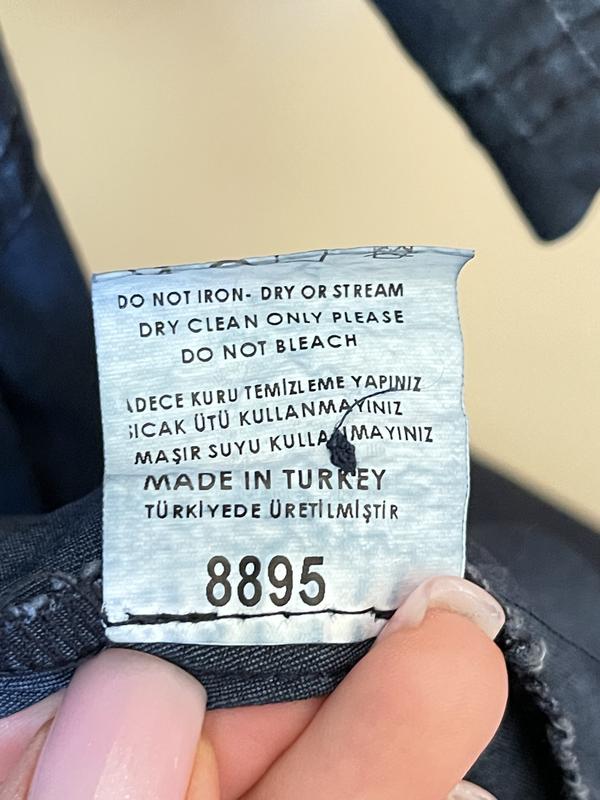 DO NOT IRON- DRY OR STREAM
DRY CLEAN ONLY PLEASE
DO NOT BLEACH
ADECE KURU TEMİZLEME YAPINIZ
SICAK ÜTÜ KULLANMAYINIZ
MAŞIR SUYU KULLANMAYINIZ
MADE IN TURKEY
TÜRKİYEDE ÜRETİLMİŞTİR
8895